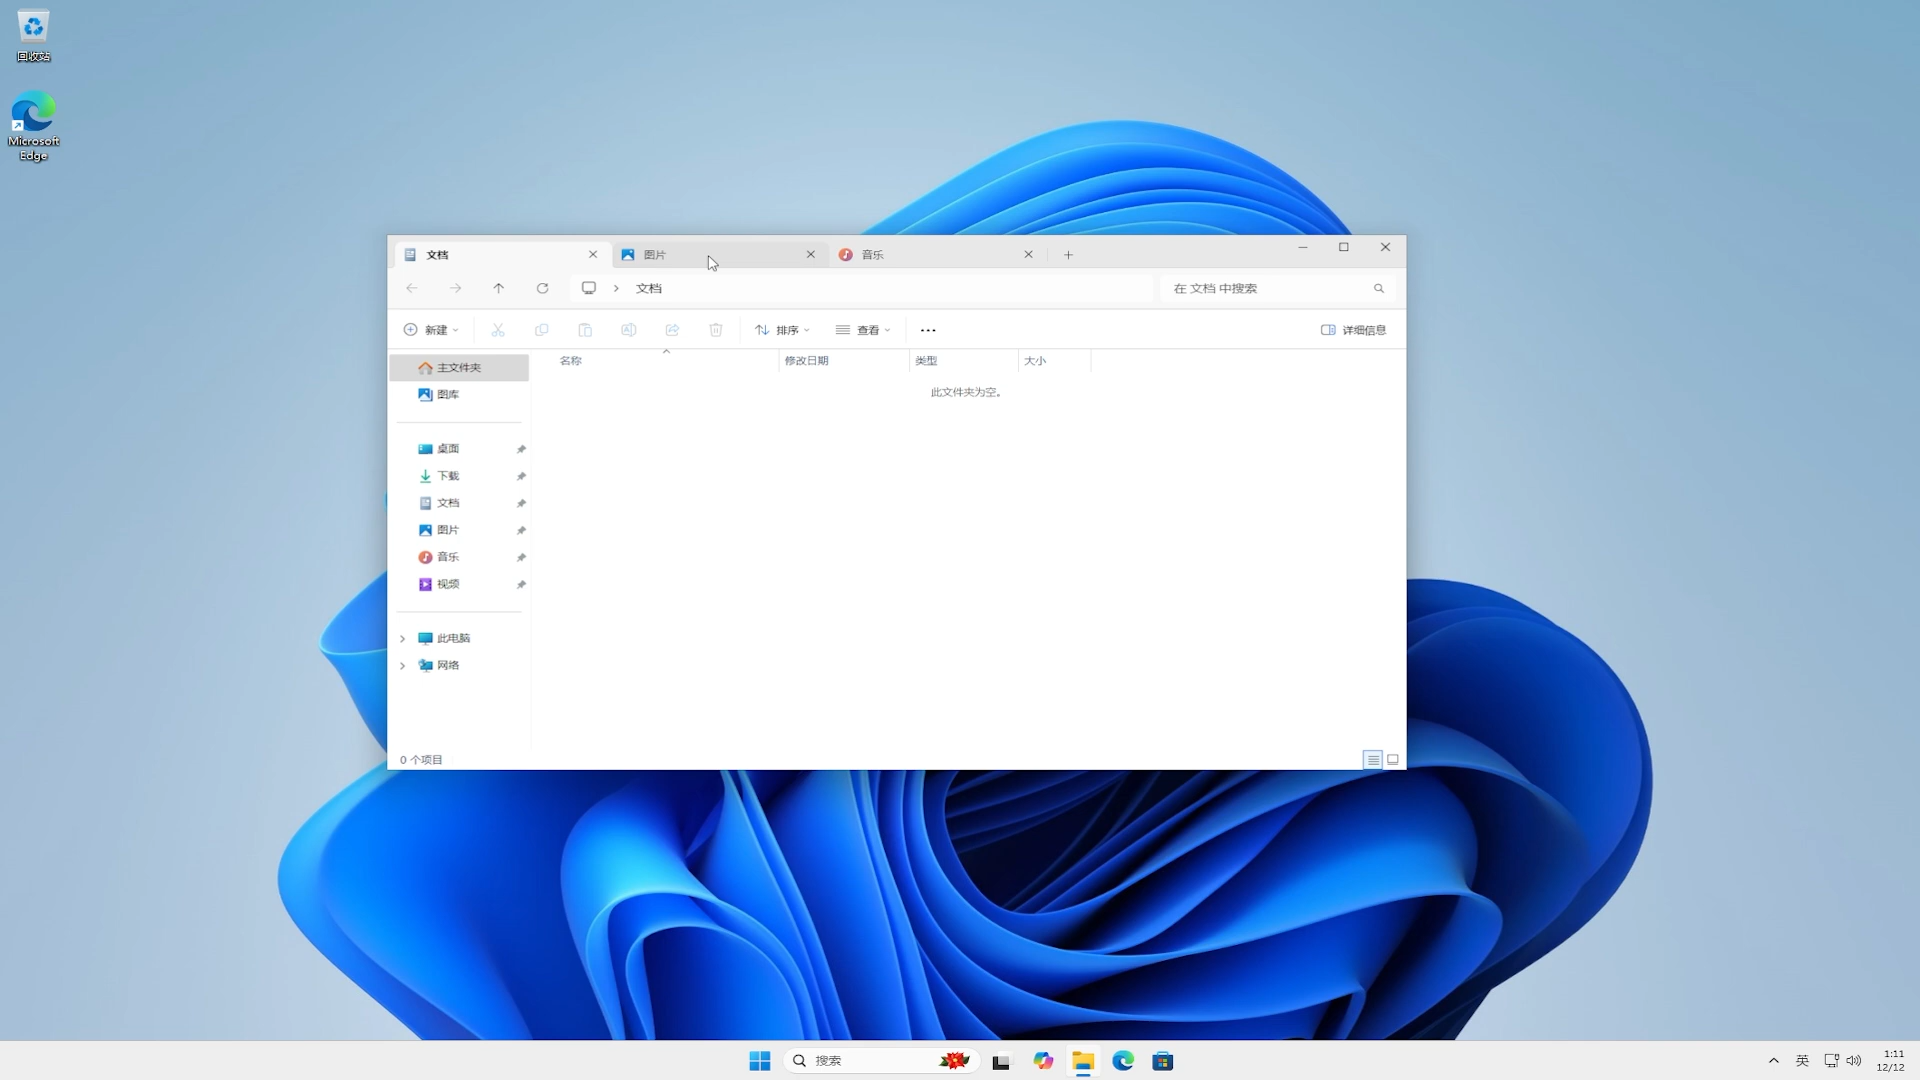 回收站
Microsoft
Edge
文档
图片
音乐
文档
在 文档 中搜索
新建
排序
查看
详细信息
名称
修改日期
类型
大小
此文件夹为空。
主文件夹
图库
桌面
下载
文档
图片
音乐
视频
此电脑
网络
0 个项目
搜索
英
1:11
12/12